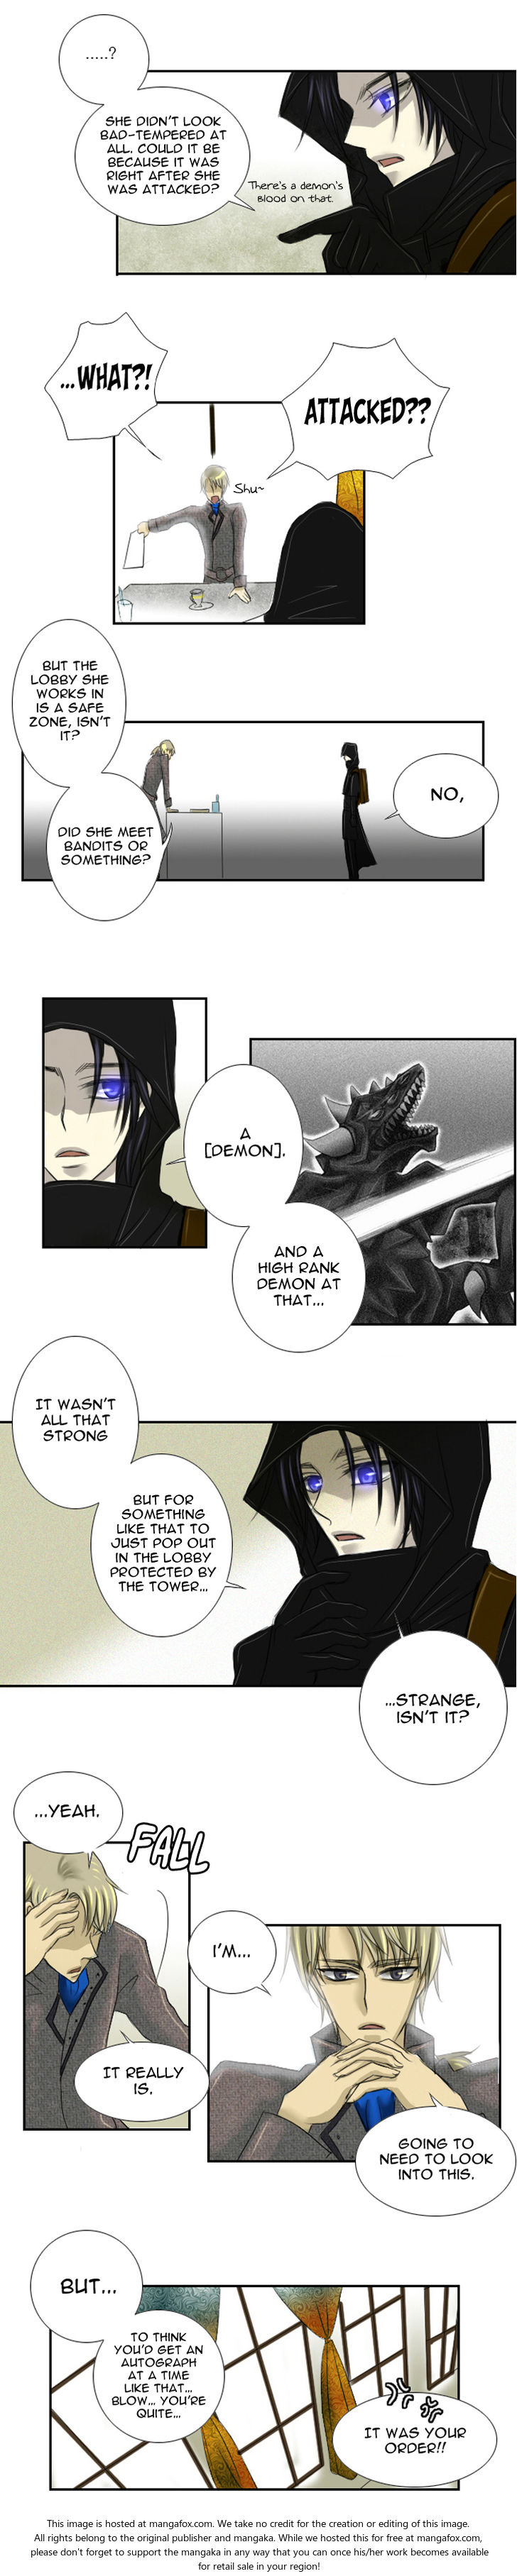 .....?
SHE DIDN'T LOOK
BAD-TEMPERED AT
ALL. COULD IT BE
BECAUSE IT WAS
RIGHT AFTER SHE
WAS ATTACKED?
There's a demon's
Blood on that.
...WHAT?!
ATTACKED??
Shu~
BUT THE
LOBBY SHE
WORKS IN
IS A SAFE
ZONE, ISN'T
IT?
DID SHE MEET
BANDITS OR
SOMETHING?
NO,
A
[DEMON].
AND A
HIGH RANK
DEMON AT
THAT...
IT WASN'T
ALL THAT
STRONG
BUT FOR
SOMETHING
LIKE THAT TO
JUST POP OUT
IN THE LOBBY
PROTECTED BY
THE TOWER...
...STRANGE,
ISN'T IT?
...YEAH.
FALL
IT REALLY
IS.
I'M...
GOING TO
NEED TO LOOK
INTO THIS.
BUT...
TO THINK
YOU'D GET AN
AUTOGRAPH
AT A TIME
LIKE THAT...
BLOW... YOU'RE
QUITE...
IT WAS YOUR
ORDER!!
This image is hosted at mangafox.com. We take no credit for the creation or editing of this image.
All rights belong to the original publisher and mangaka. While we hosted this for free at mangafox.com,
please don't forget to support the mangaka in any way that you can once his/her work becomes available
for retail sale in your region!